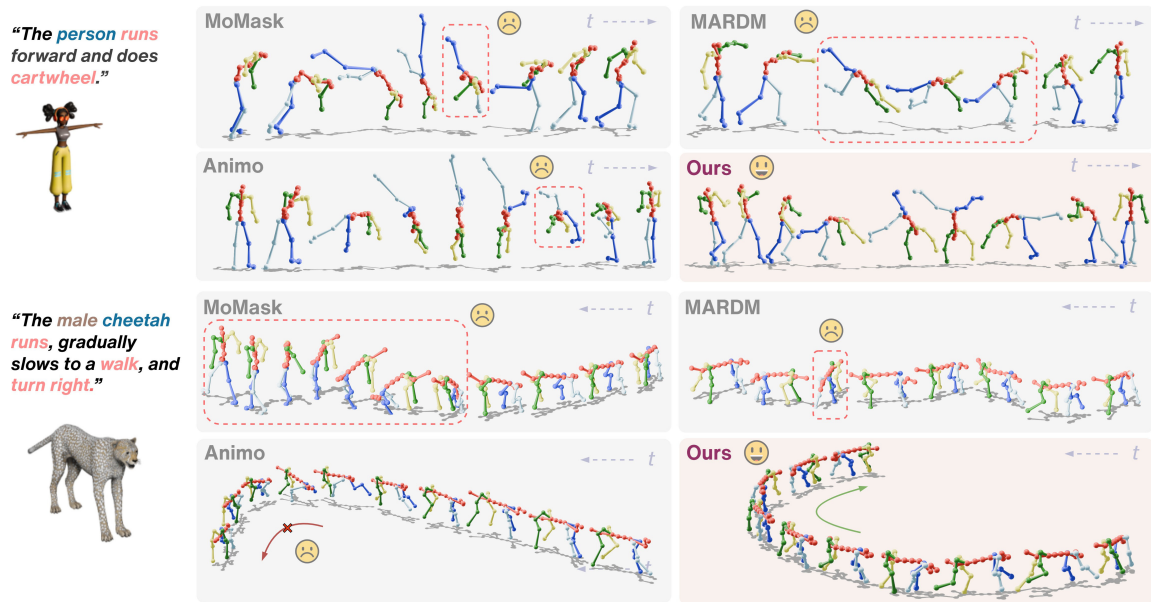 “The person runs
forward and does
cartwheel.”
MoMask
t
MARDM
t
Animo
t
Ours
t
“The male cheetah
runs, gradually
slows to a walk, and
turn right.”
MoMask
t
MARDM
t
Animo
t
t
Ours
t